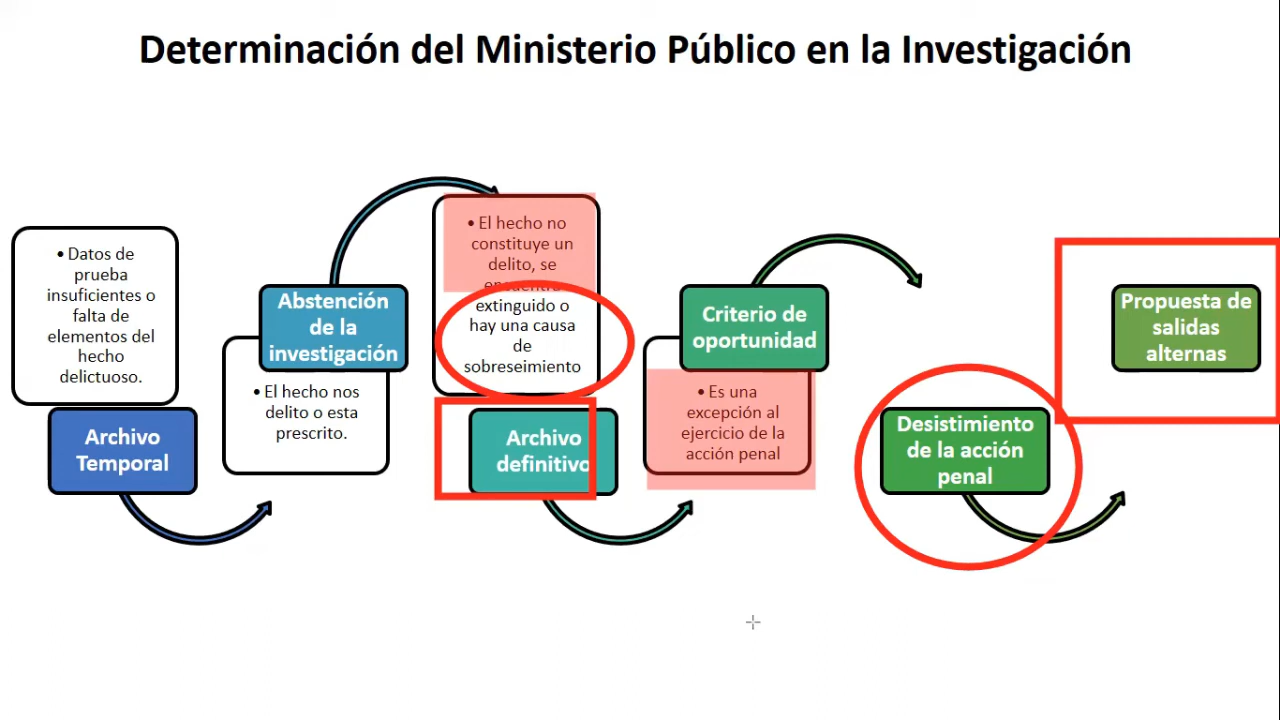 Determinación del Ministerio Público en la Investigación
• Datos de
prueba
insuficientes o
falta de
elementos del
hecho
delictuoso.
Archivo
Temporal
Abstención
de la
investigación
• El hecho nos
delito o esta
prescrito.
• El hecho no
constituye un
delito, se
encuentra
extinguido o
hay una causa
de
sobreseimiento
Archivo
definitivo
Criterio de
oportunidad
• Es una
excepción al
ejercicio de la
acción penal
Desistimiento
de la acción
penal
Propuesta de
salidas
alternas